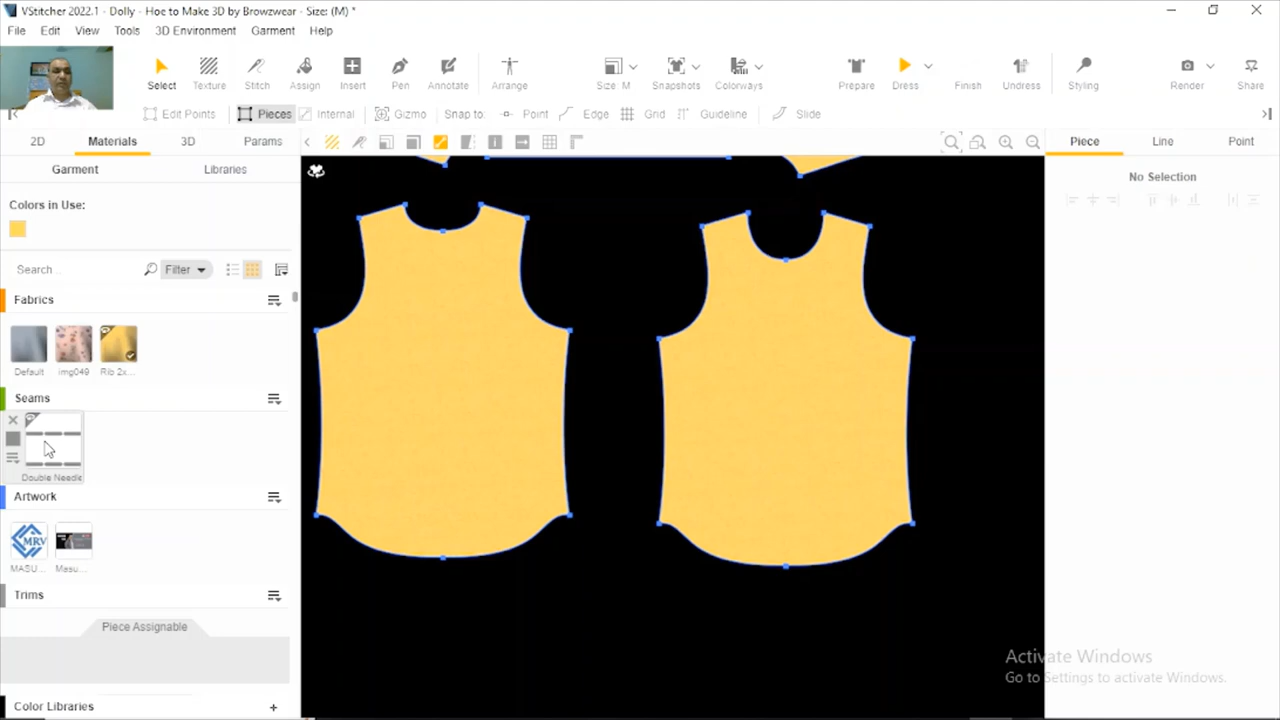 VStitcher 2022.1 - Dolly - Hoe to Make 3D by Browzwear - Size: (M) *
File Edit View Tools 3D Environment Garment Help
Select Texture Stitch Assign Insert Pen Annotate Arrange Size M Snapshots Colorways Prepare Dress Finish Undress Styling Render Share
Edit Points Pieces Internal Gizmo Snap to: Point Edge Grid Guideline Slide
2D Materials 3D Params Piece Line Point
Garment Libraries
No Selection
Colors in Use:
Search... Filter
Fabrics
Default img049 Rib 2x...
Seams
Double Needle
Artwork
MRV
MASU... Masu...
Trims
Piece Assignable
Color Libraries
Activate Windows
Go to Settings to activate Windows.